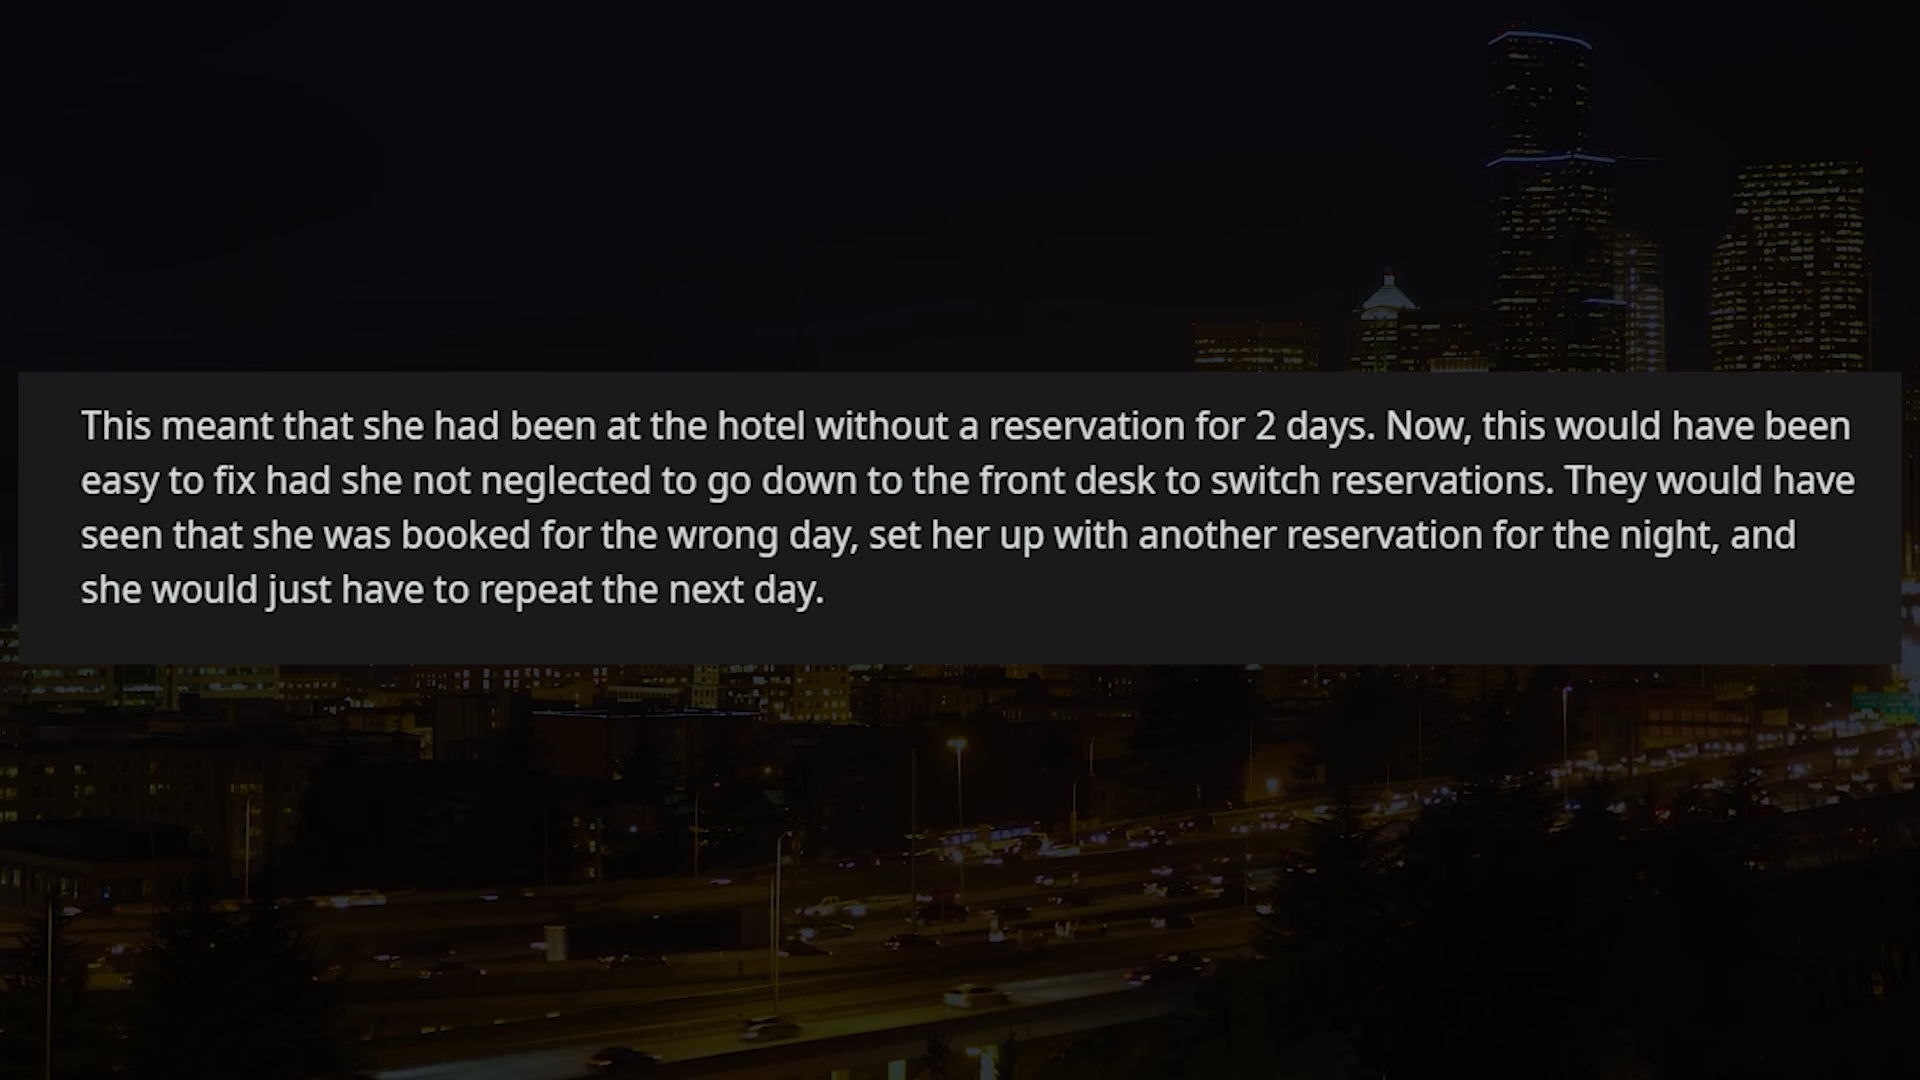 This meant that she had been at the hotel without a reservation for 2 days. Now, this would have been
easy to fix had she not neglected to go down to the front desk to switch reservations. They would have
seen that she was booked for the wrong day, set her up with another reservation for the night, and
she would just have to repeat the next day.